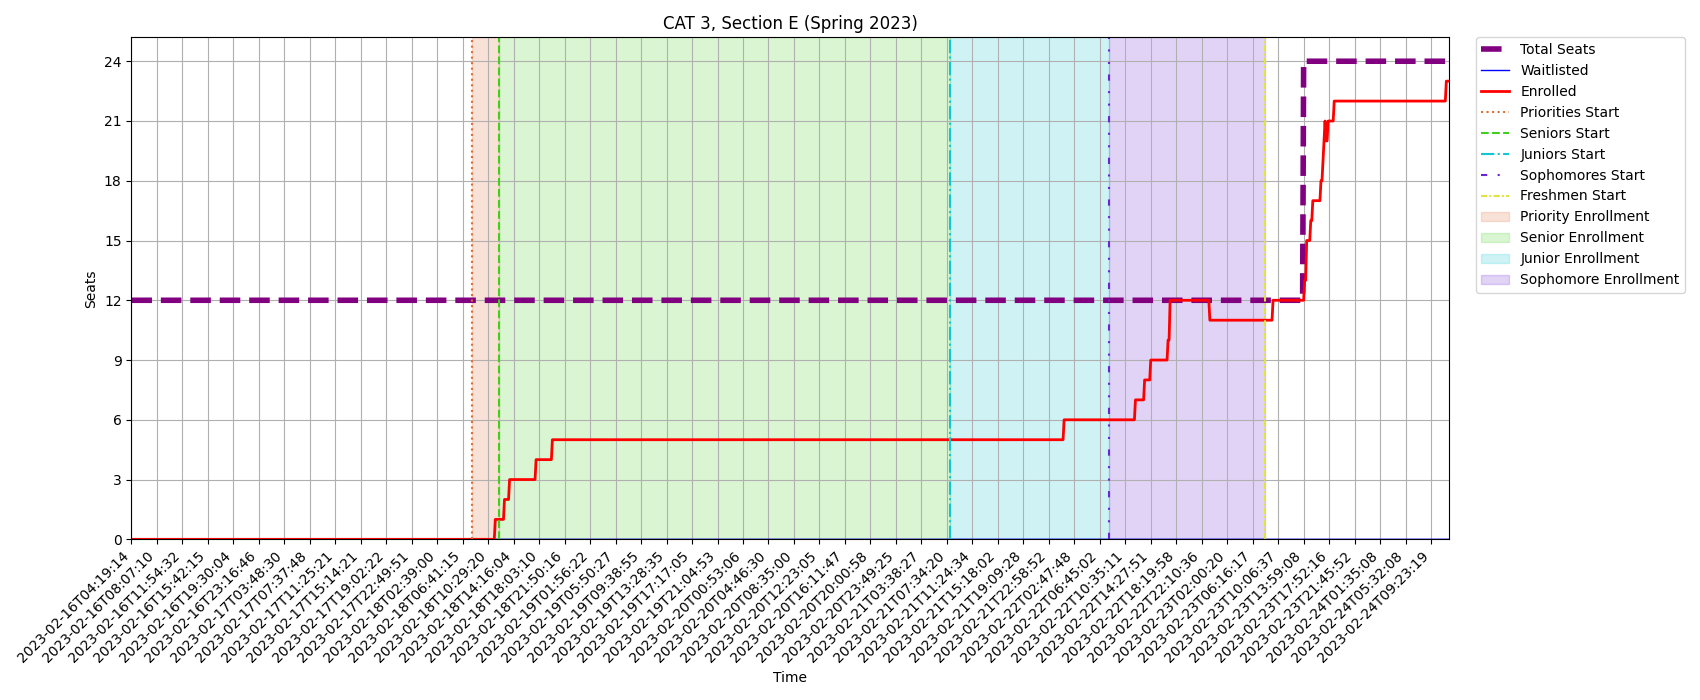 CAT 3, Section E (Spring 2023)
Seats
24
21
18
15
12
9
6
3
0
2023-02-16T04:19:14
2023-02-16T08:07:10
2023-02-16T11:54:32
2023-02-16T15:42:15
2023-02-16T19:30:04
2023-02-16T23:16:46
2023-02-17T03:48:30
2023-02-17T07:37:48
2023-02-17T11:25:21
2023-02-17T15:14:21
2023-02-17T19:02:22
2023-02-17T22:49:51
2023-02-18T02:39:00
2023-02-18T06:41:15
2023-02-18T10:29:20
2023-02-18T14:16:04
2023-02-18T18:03:10
2023-02-18T21:50:16
2023-02-19T01:56:22
2023-02-19T05:50:27
2023-02-19T09:38:55
2023-02-19T13:28:35
2023-02-19T17:17:05
2023-02-19T21:04:53
2023-02-20T00:53:06
2023-02-20T04:46:30
2023-02-20T08:35:00
2023-02-20T12:23:05
2023-02-20T16:11:47
2023-02-20T20:00:58
2023-02-20T23:49:25
2023-02-21T03:38:27
2023-02-21T07:34:20
2023-02-21T11:24:34
2023-02-21T15:18:02
2023-02-21T19:09:28
2023-02-21T22:58:52
2023-02-22T02:47:48
2023-02-22T06:45:02
2023-02-22T10:35:11
2023-02-22T14:27:51
2023-02-22T18:19:58
2023-02-22T22:10:36
2023-02-23T02:00:20
2023-02-23T06:16:17
2023-02-23T10:06:37
2023-02-23T13:59:08
2023-02-23T17:52:16
2023-02-23T21:45:52
2023-02-24T01:35:08
2023-02-24T05:32:08
2023-02-24T09:23:19
Time
Total Seats
Waitlisted
Enrolled
Priorities Start
Seniors Start
Juniors Start
Sophomores Start
Freshmen Start
Priority Enrollment
Senior Enrollment
Junior Enrollment
Sophomore Enrollment